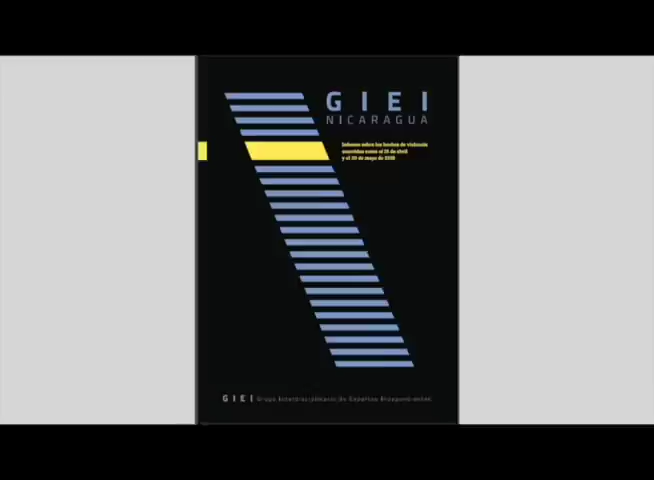 GIEI
NICARAGUA
Informe sobre los hechos de violencia
ocurridos entre el 18 de abril
y el 30 de mayo de 2018
GIEI Grupo Interdisciplinario de Expertos Independientes